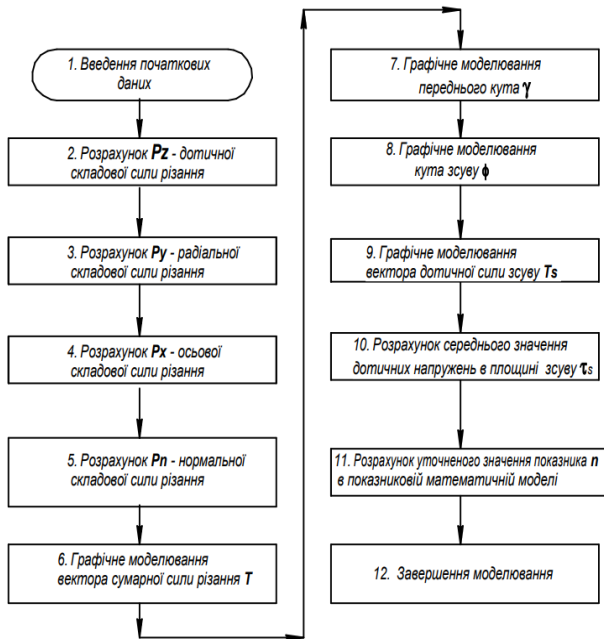 1. Введення початкових
даних
2. Розрахунок Pz - дотичної
складової сили різання
3. Розрахунок Py - радіальної
складової сили різання
4. Розрахунок Px - осьової
складової сили різання
5. Розрахунок Pn - нормальної
складової сили різання
6. Графічне моделювання
вектора сумарної сили різання T
7. Графічне моделювання
переднього кута γ
8. Графічне моделювання
кута зсуву ϕ
9. Графічне моделювання
вектора дотичної сили зсуву Ts
10. Розрахунок середнього значення
дотичних напружень в площині зсуву τs
11. Розрахунок уточненого значення показника n
в показниковій математичній моделі
12. Завершення моделювання